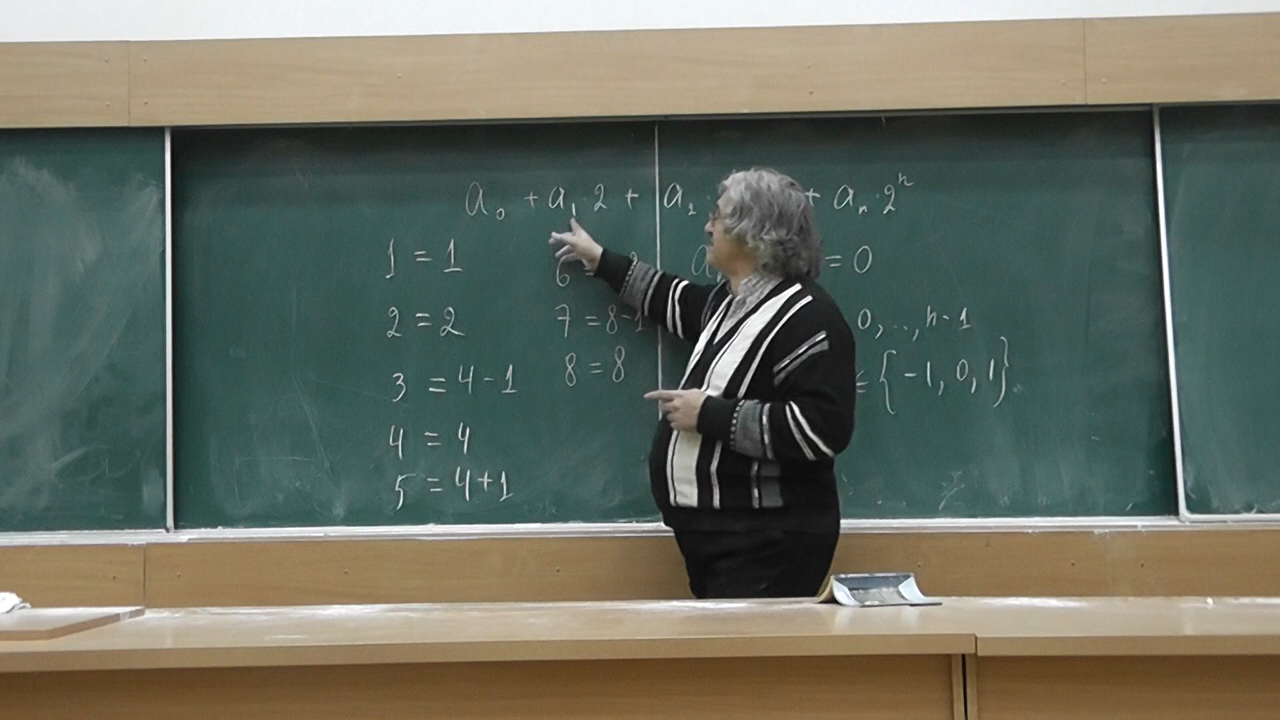 a₀ + a₁·2 + a₂· + aₙ·2ⁿ
1 = 1
2 = 2
3 = 4-1
4 = 4
5 = 4+1
6
7 = 8-1
8 = 8
a = 0
0, .., n-1
∈ {-1, 0, 1}